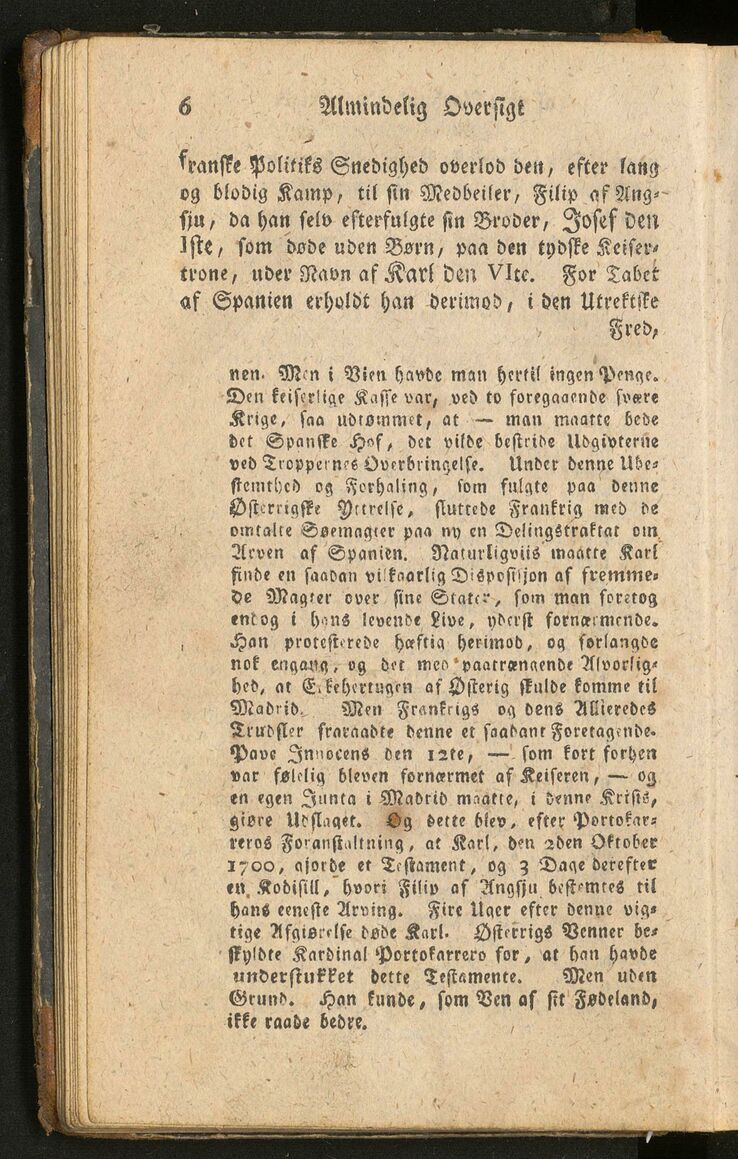 6 Almindelig Oversigt
franske Politiks Snedighed overlod den, efter lang
og blodig Kamp, til sin Medbeiler, Filip af Ang-
sju, da han selv efterfulgte sin Broder, Josef den
Iste, som døde uden Børn, paa den tydske Keiser-
trone, uder Navn af Karl den VIte. For Tabet
af Spanien erholdt han derimod, i den Utrektske
Fred,
nen. Men i Vien havde man hertil ingen Penge.
Den keiserlige Kasse var, ved to foregaaende svære
Krige, saa udtømmet, at — man maatte bede
det Spanske Hof, det vilde bestride Udgivterne
ved Troppernes Overbringelse. Under denne Ube-
stemthed og Forhaling, som fulgte paa denne
Østerrigske Yttrelse, sluttede Frankrig med de
omtalte Søemagter paa ny en Delingstraktat om
Arven af Spanien. Naturligviis maatte Karl
finde en saadan vilkaarlig Disposisjon af fremme-
de Magter over sine Stater, som man foretog
endog i hans levende Live, yderst fornærmende.
Han protesterede hæftig herimod, og forlangde
nok engang, og det med paatrængende Alvorlig-
hed, at Erkehertugen af Østerig skulde komme til
Madrid. Men Frankrigs og dens Allieredes
Trudsler fraraadte denne et saadant Foretagende.
Pave Innocens den 12te, — som kort forhen
var følelig bleven fornærmet af Keiseren, — og
en egen Junta i Madrid maatte, i denne Krisis,
giøre Udslaget. Og dette blev, efter Portokar-
reros Foranstaltning, at Karl, den 2den Oktober
1700, gjorde et Testament, og 3 Dage derefter
en Kodisill, hvori Filip af Angsju bestemtes til
hans eeneste Arving. Fire Uger efter denne vig-
tige Afgiørelse døde Karl. Østerrigs Venner be-
skyldte Kardinal Portokarrero for, at han havde
understukket dette Testamente. Men uden
Grund. Han kunde, som Ven af sit Fødeland,
ikke raade bedre.